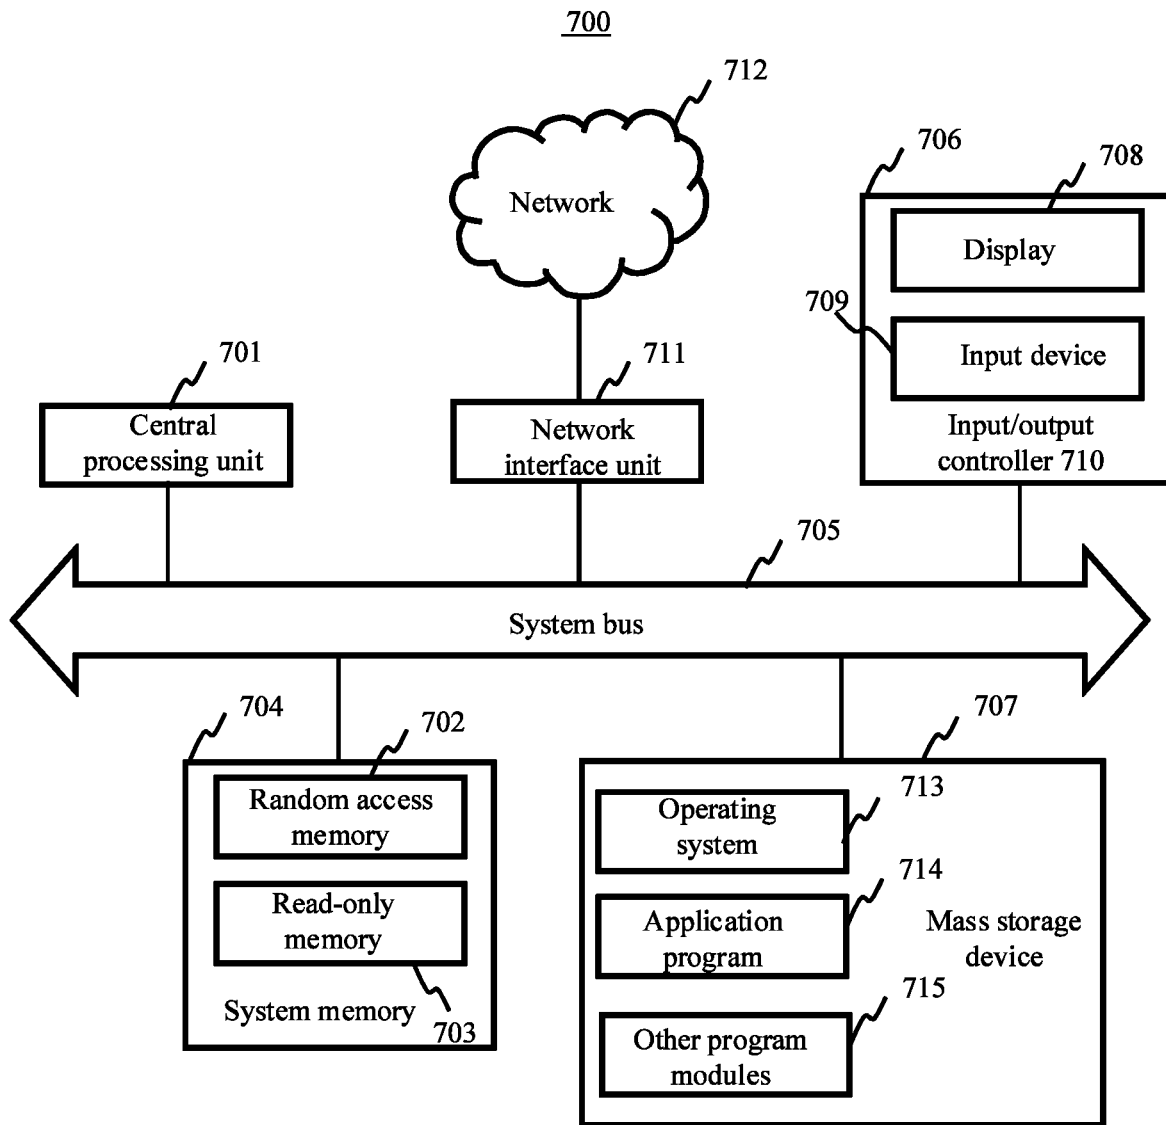 700
712
Network
706
708
Display
709
Input device
Input/output
controller 710
701
Central
processing unit
711
Network
interface unit
705
System bus
704
702
Random access
memory
Read-only
memory
System memory
703
707
713
Operating
system
714
Application
program
Mass storage
device
715
Other program
modules